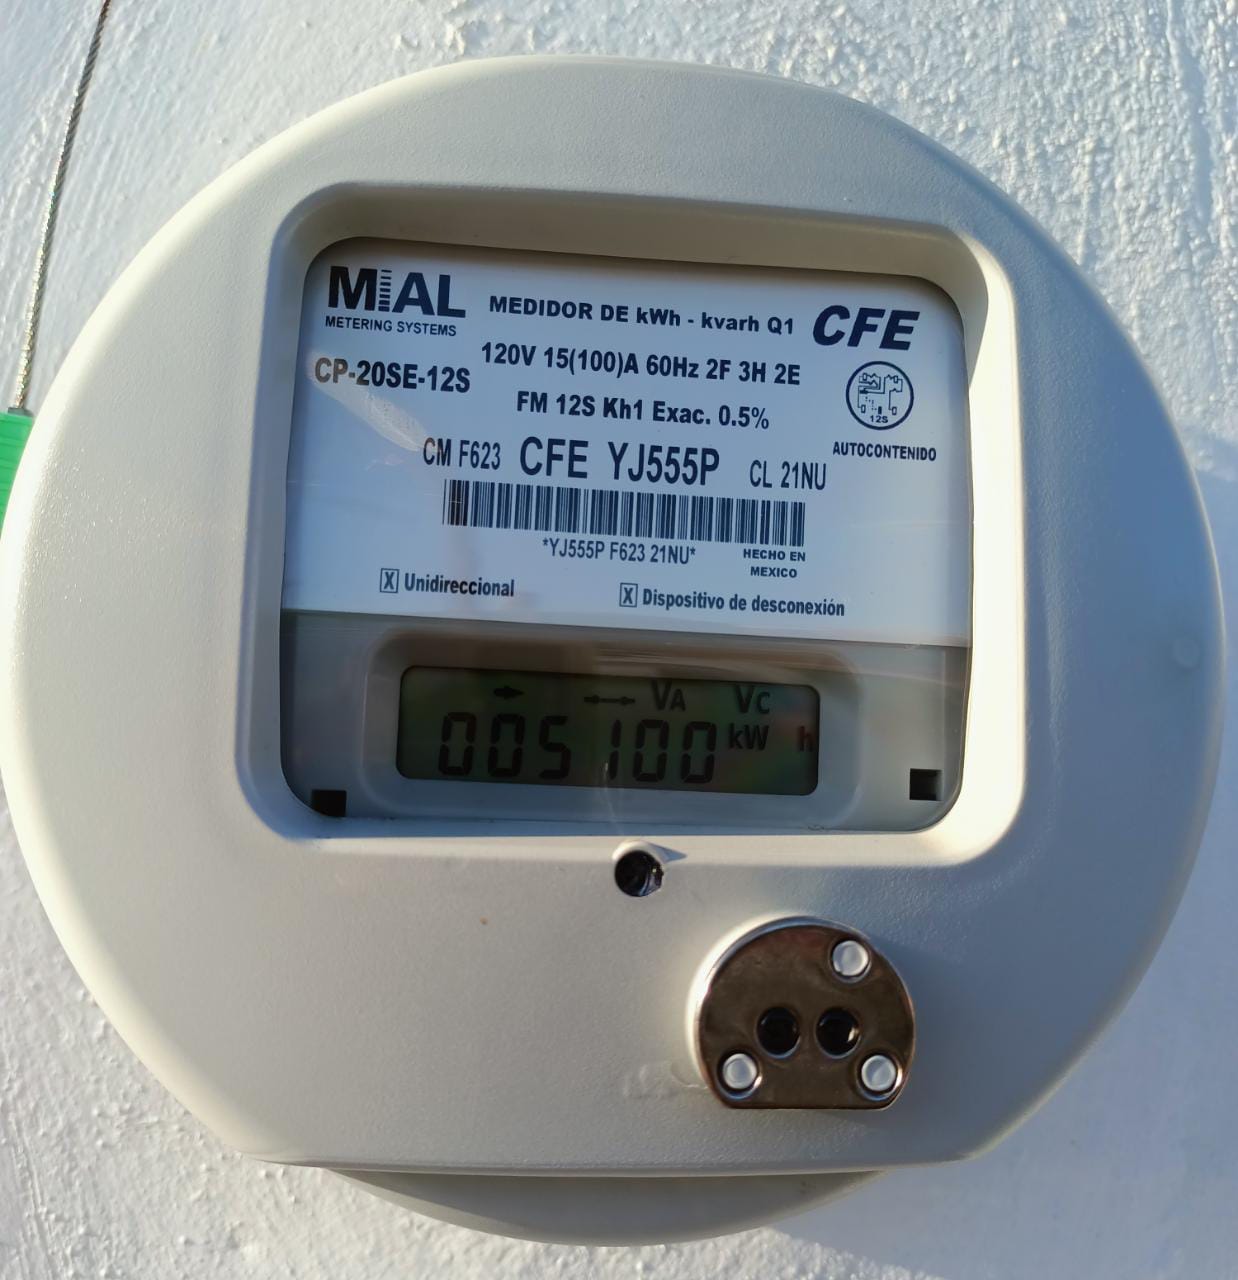 MIAL
METERING SYSTEMS
MEDIDOR DE kWh - kvarh Q1
CFE
120V 15(100)A 60Hz 2F 3H 2E
CP-20SE-12S
FM 12S Kh1 Exac. 0.5%
12S
AUTOCONTENIDO
CM F623 CFE YJ555P CL 21NU
*YJ555P F623 21NU*
HECHO EN
MEXICO
X Unidireccional
X Dispositivo de desconexión
VA VC
005100 kW h